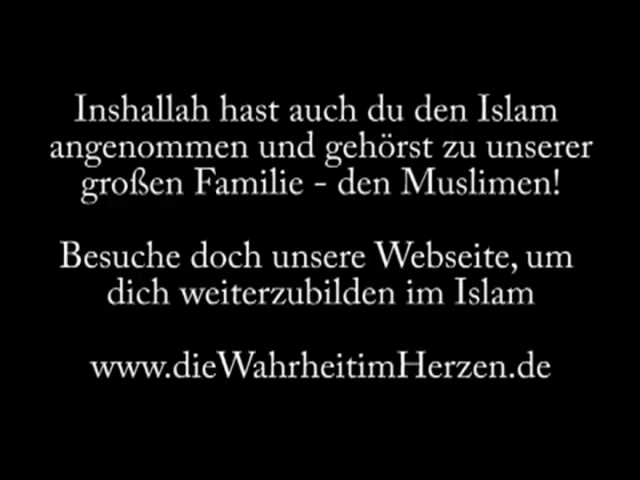 Inshallah hast auch du den Islam
angenommen und gehörst zu unserer
großen Familie - den Muslimen!
Besuche doch unsere Webseite, um
dich weiterzubilden im Islam
www.dieWahrheitimHerzen.de